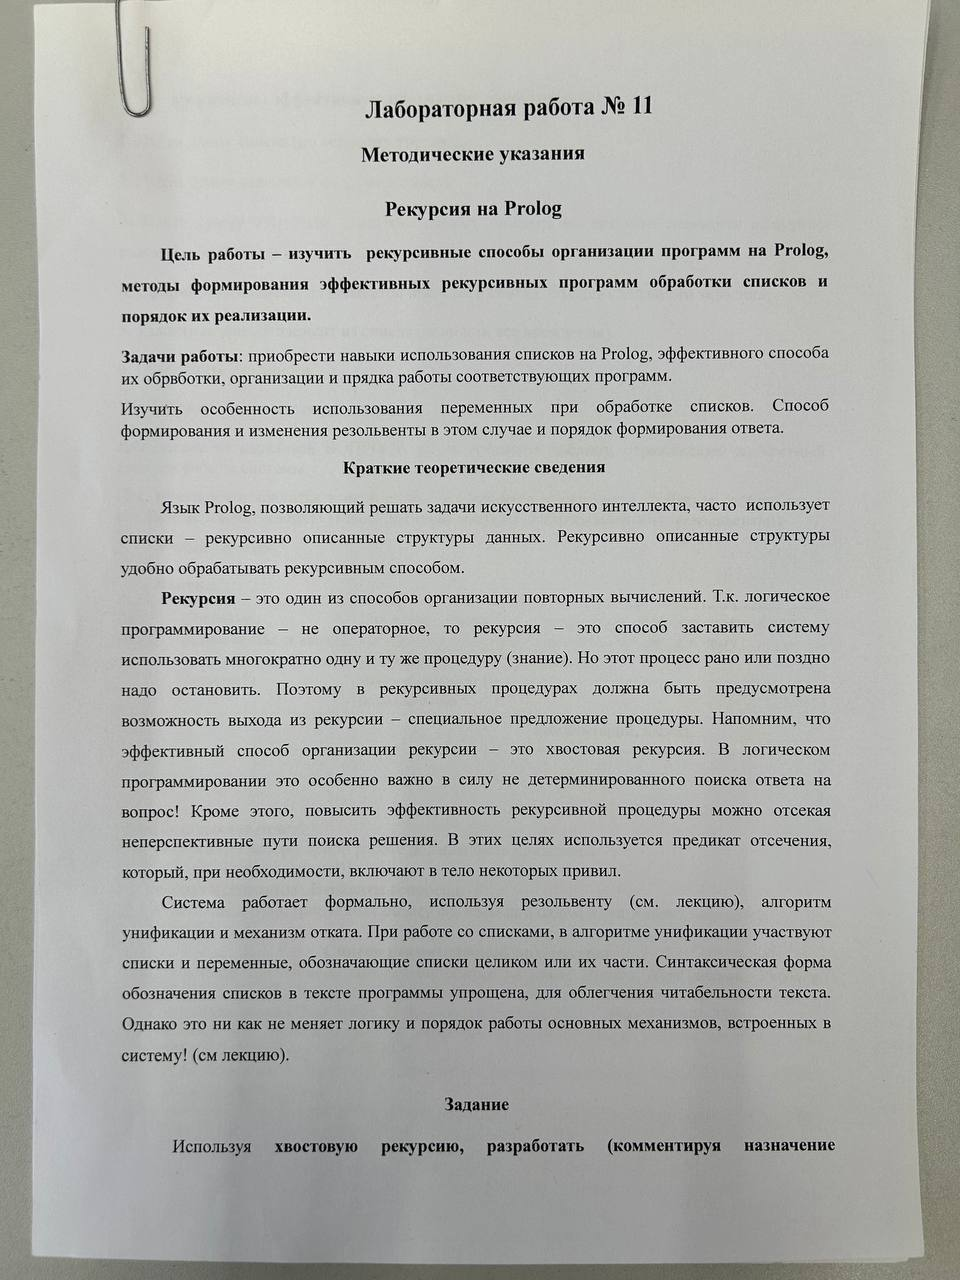 Лабораторная работа № 11
Методические указания
Рекурсия на Prolog
Цель работы – изучить рекурсивные способы организации программ на Prolog,
методы формирования эффективных рекурсивных программ обработки списков и
порядок их реализации.
Задачи работы: приобрести навыки использования списков на Prolog, эффективного способа
их обрвботки, организации и прядка работы соответствующих программ.
Изучить особенность использования переменных при обработке списков. Способ
формирования и изменения резольвенты в этом случае и порядок формирования ответа.
Краткие теоретические сведения
Язык Prolog, позволяющий решать задачи искусственного интеллекта, часто использует
списки – рекурсивно описанные структуры данных. Рекурсивно описанные структуры
удобно обрабатывать рекурсивным способом.
Рекурсия – это один из способов организации повторных вычислений. Т.к. логическое
программирование – не операторное, то рекурсия – это способ заставить систему
использовать многократно одну и ту же процедуру (знание). Но этот процесс рано или поздно
надо остановить. Поэтому в рекурсивных процедурах должна быть предусмотрена
возможность выхода из рекурсии – специальное предложение процедуры. Напомним, что
эффективный способ организации рекурсии – это хвостовая рекурсия. В логическом
программировании это особенно важно в силу не детерминированного поиска ответа на
вопрос! Кроме этого, повысить эффективность рекурсивной процедуры можно отсекая
неперспективные пути поиска решения. В этих целях используется предикат отсечения,
который, при необходимости, включают в тело некоторых привил.
Система работает формально, используя резольвенту (см. лекцию), алгоритм
унификации и механизм отката. При работе со списками, в алгоритме унификации участвуют
списки и переменные, обозначающие списки целиком или их части. Синтаксическая форма
обозначения списков в тексте программы упрощена, для облегчения читабельности текста.
Однако это ни как не меняет логику и порядок работы основных механизмов, встроенных в
систему! (см лекцию).
Задание
Используя хвостовую рекурсию, разработать (комментируя назначение